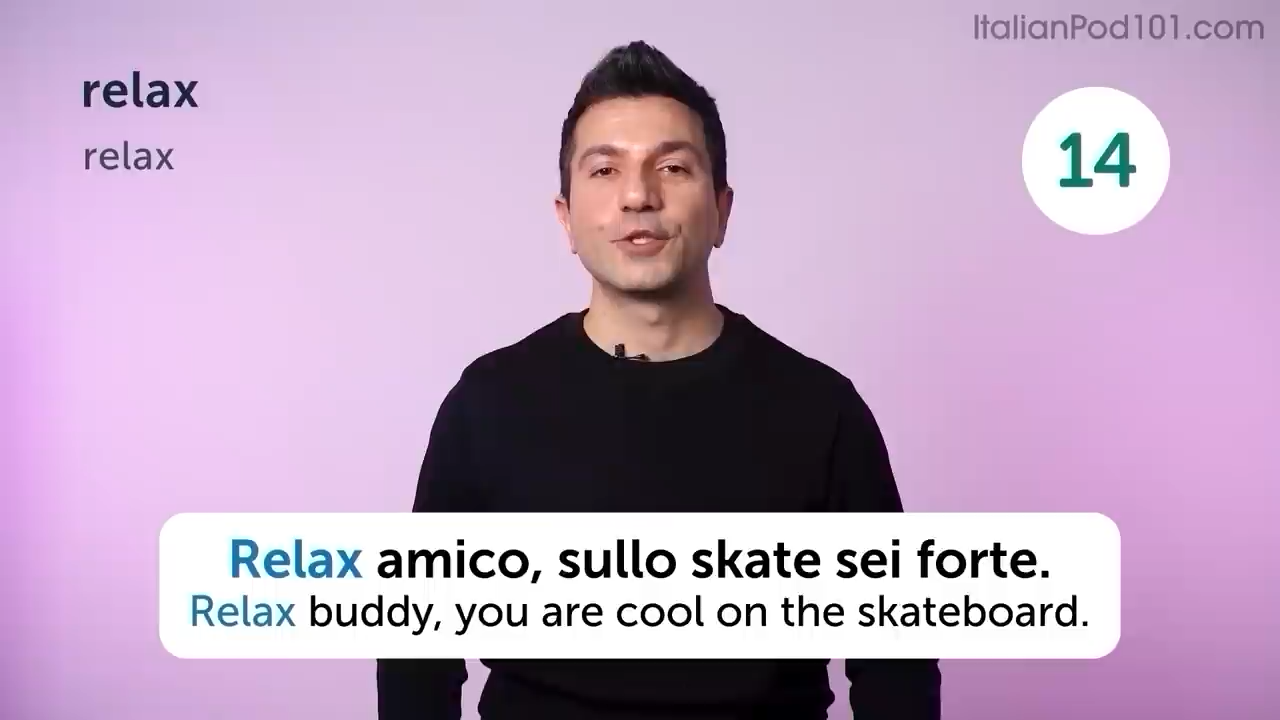 ItalianPod101.com
relax
relax
14
Relax amico, sullo skate sei forte.
Relax buddy, you are cool on the skateboard.